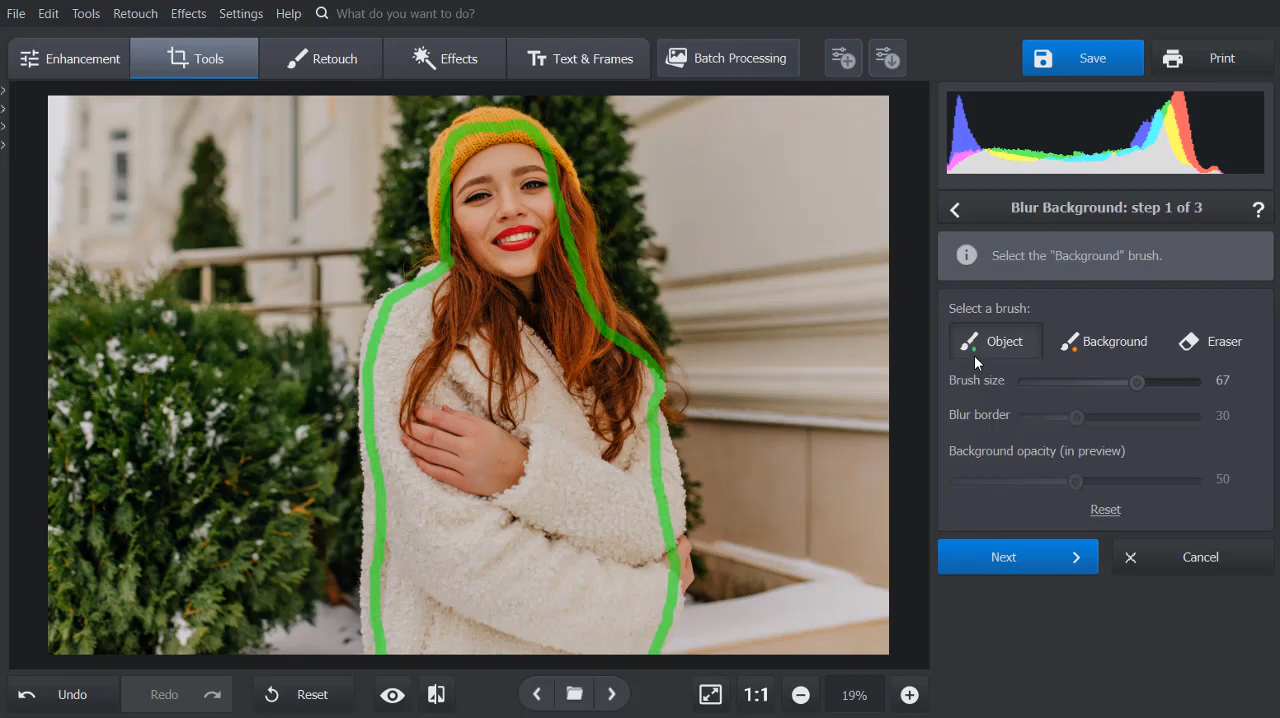 File Edit Tools Retouch Effects Settings Help What do you want to do?
Enhancement Tools Retouch Effects Text & Frames Batch Processing Save Print
Blur Background: step 1 of 3 ?
Select the "Background" brush.
Select a brush:
Object Background Eraser
Brush size 67
Blur border 30
Background opacity (in preview)
50
Reset
Next Cancel
Undo Redo Reset 1:1 19%